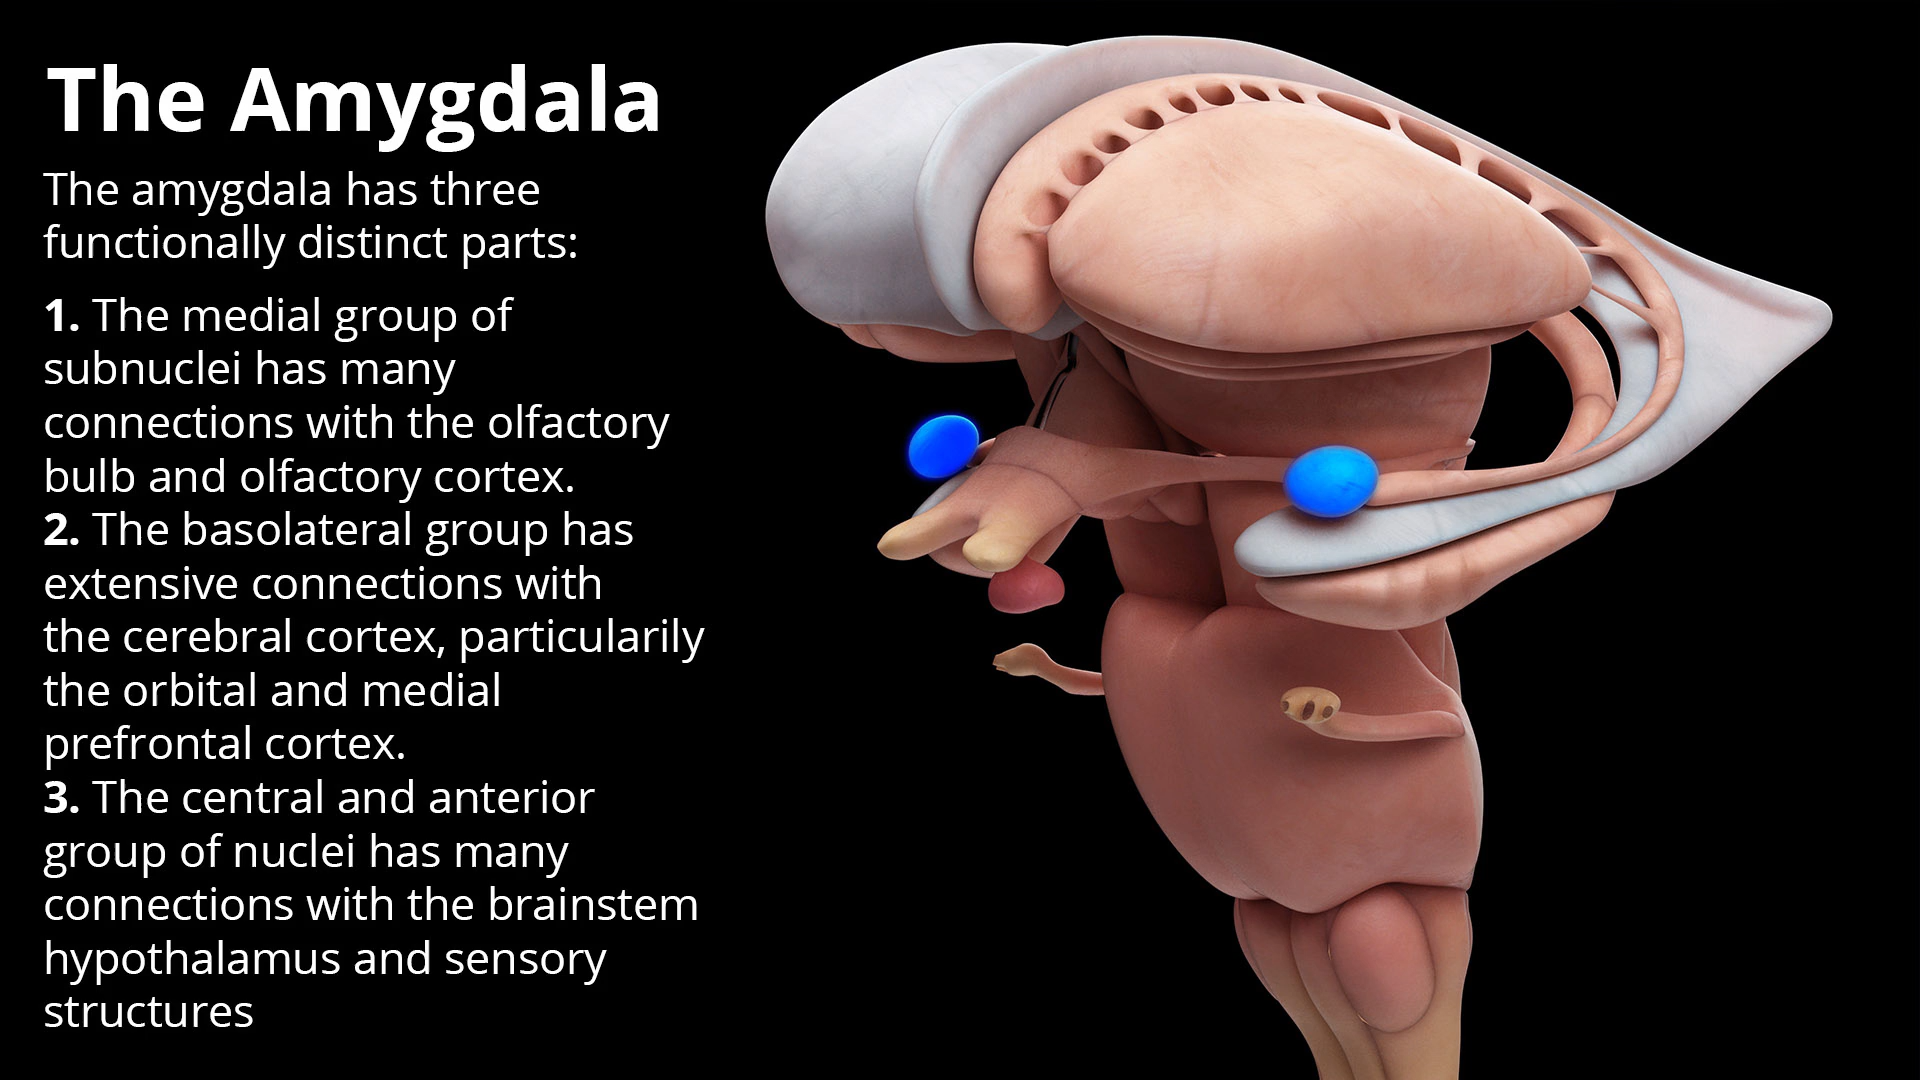 The Amygdala
The amygdala has three
functionally distinct parts:
1. The medial group of
subnuclei has many
connections with the olfactory
bulb and olfactory cortex.
2. The basolateral group has
extensive connections with
the cerebral cortex, particularily
the orbital and medial
prefrontal cortex.
3. The central and anterior
group of nuclei has many
connections with the brainstem
hypothalamus and sensory
structures